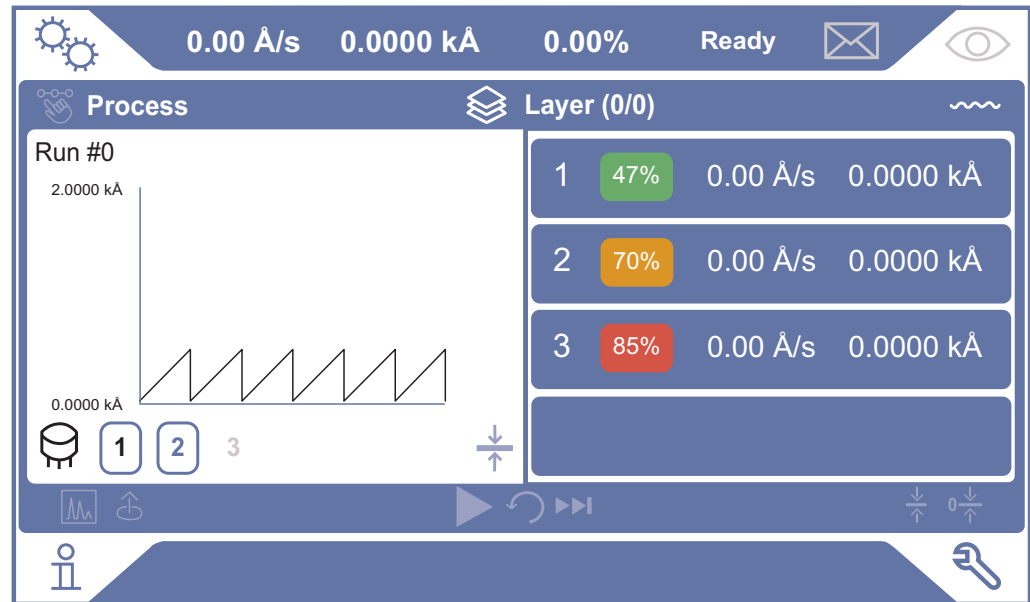 0.00 Å/s 0.0000 kÅ 0.00% Ready
Process Layer (0/0)
Run #0
2.0000 kÅ
0.0000 kÅ
1 2 3
1 47% 0.00 Å/s 0.0000 kÅ
2 70% 0.00 Å/s 0.0000 kÅ
3 85% 0.00 Å/s 0.0000 kÅ
0